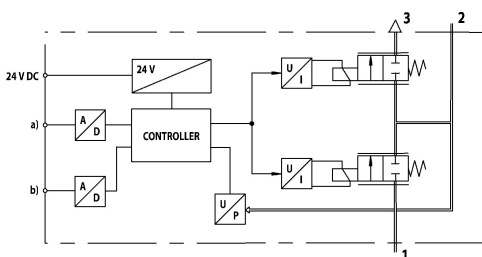 3 2
24 V DC 24 V
U I
a) A D CONTROLLER
b) A D
U I
U P
1